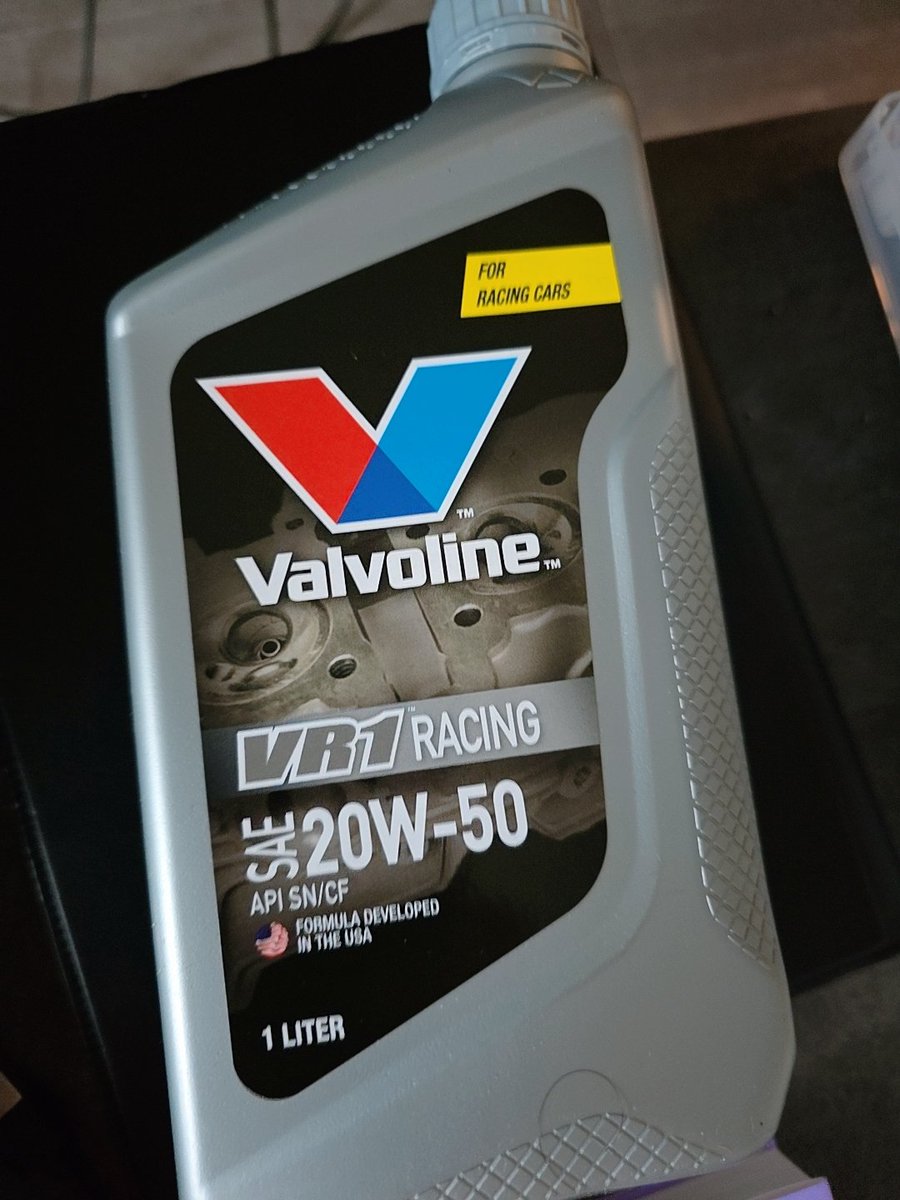 FOR
RACING CARS
TM
Valvoline™
VR1™ RACING
SAE 20W-50
API SN/CF
FORMULA DEVELOPED
IN THE USA
1 LITER